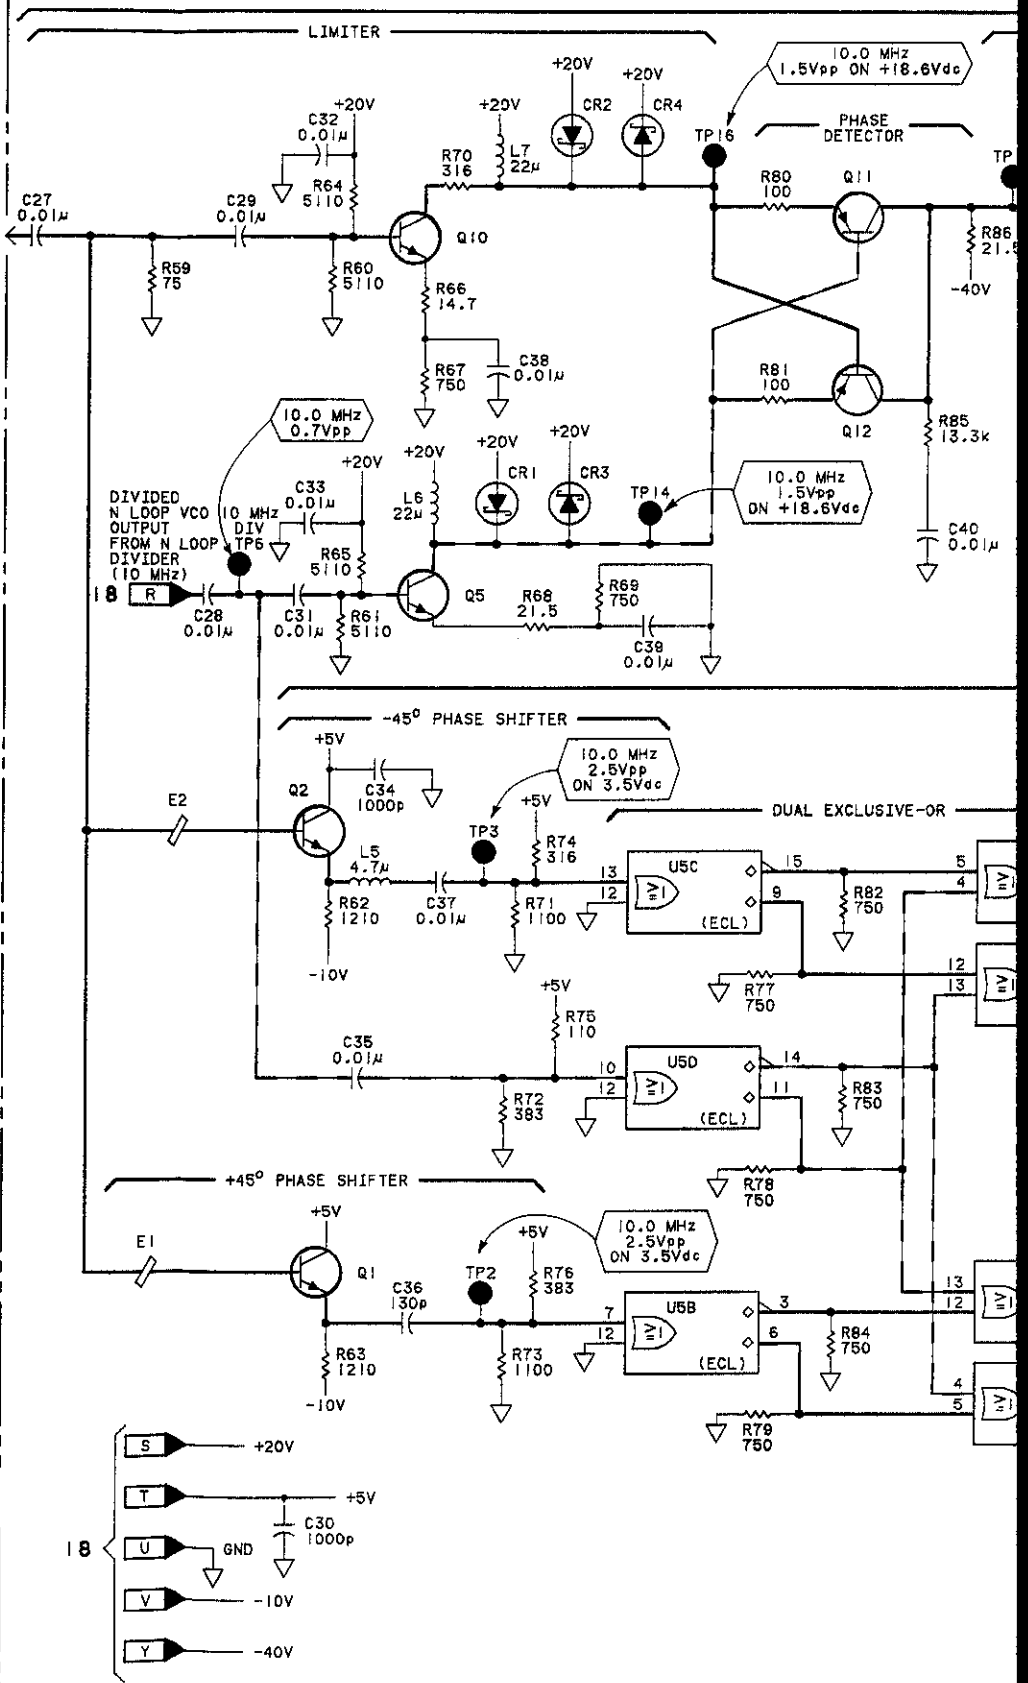 LIMITER
10.0 MHz
1.5Vpp ON +18.6Vdc
+20V
+20V
CR2
CR4
+20V
C32
0.01µ
+20V
L7
22µ
TP16
PHASE
DETECTOR
R70
316
R80
100
Q11
TP
C27
0.01µ
C29
0.01µ
R64
5110
Q10
R59
75
R60
5110
R66
14.7
R86
21.5
-40V
R67
750
C38
0.01µ
R81
100
Q12
10.0 MHz
0.7Vpp
+20V
+20V
+20V
+20V
CR1
CR3
R85
13.3k
10.0 MHz
1.5Vpp
ON +18.6Vdc
L6
22µ
TP14
DIVIDED
N LOOP VCO
OUTPUT
FROM N LOOP
DIVIDER
(10 MHz)
10 MHz
DIV
TP6
C33
0.01µ
R65
5110
C40
0.01µ
18
R
C28
0.01µ
C31
0.01µ
R61
5110
Q5
R68
21.5
R69
750
C39
0.01µ
-45° PHASE SHIFTER
+5V
10.0 MHz
2.5Vpp
ON 3.5Vdc
Q2
C34
1000p
E2
TP3
+5V
DUAL EXCLUSIVE-OR
L5
4.7µ
R74
316
R62
1210
C37
0.01µ
R71
1100
13
12
U5C
=V1
(ECL)
15
9
R82
750
5
4
=V1
-10V
R77
750
12
13
=V1
+5V
R75
110
C35
0.01µ
10
12
U5D
=V1
(ECL)
14
11
R83
750
R72
383
R78
750
+45° PHASE SHIFTER
+5V
10.0 MHz
2.5Vpp
ON 3.5Vdc
E1
Q1
C36
130p
TP2
+5V
R76
383
R63
1210
R73
1100
7
12
U5B
=V1
(ECL)
3
6
R84
750
13
12
=V1
-10V
R79
750
4
5
=V1
S
+20V
T
+5V
C30
1000p
18
U
GND
V
-10V
Y
-40V